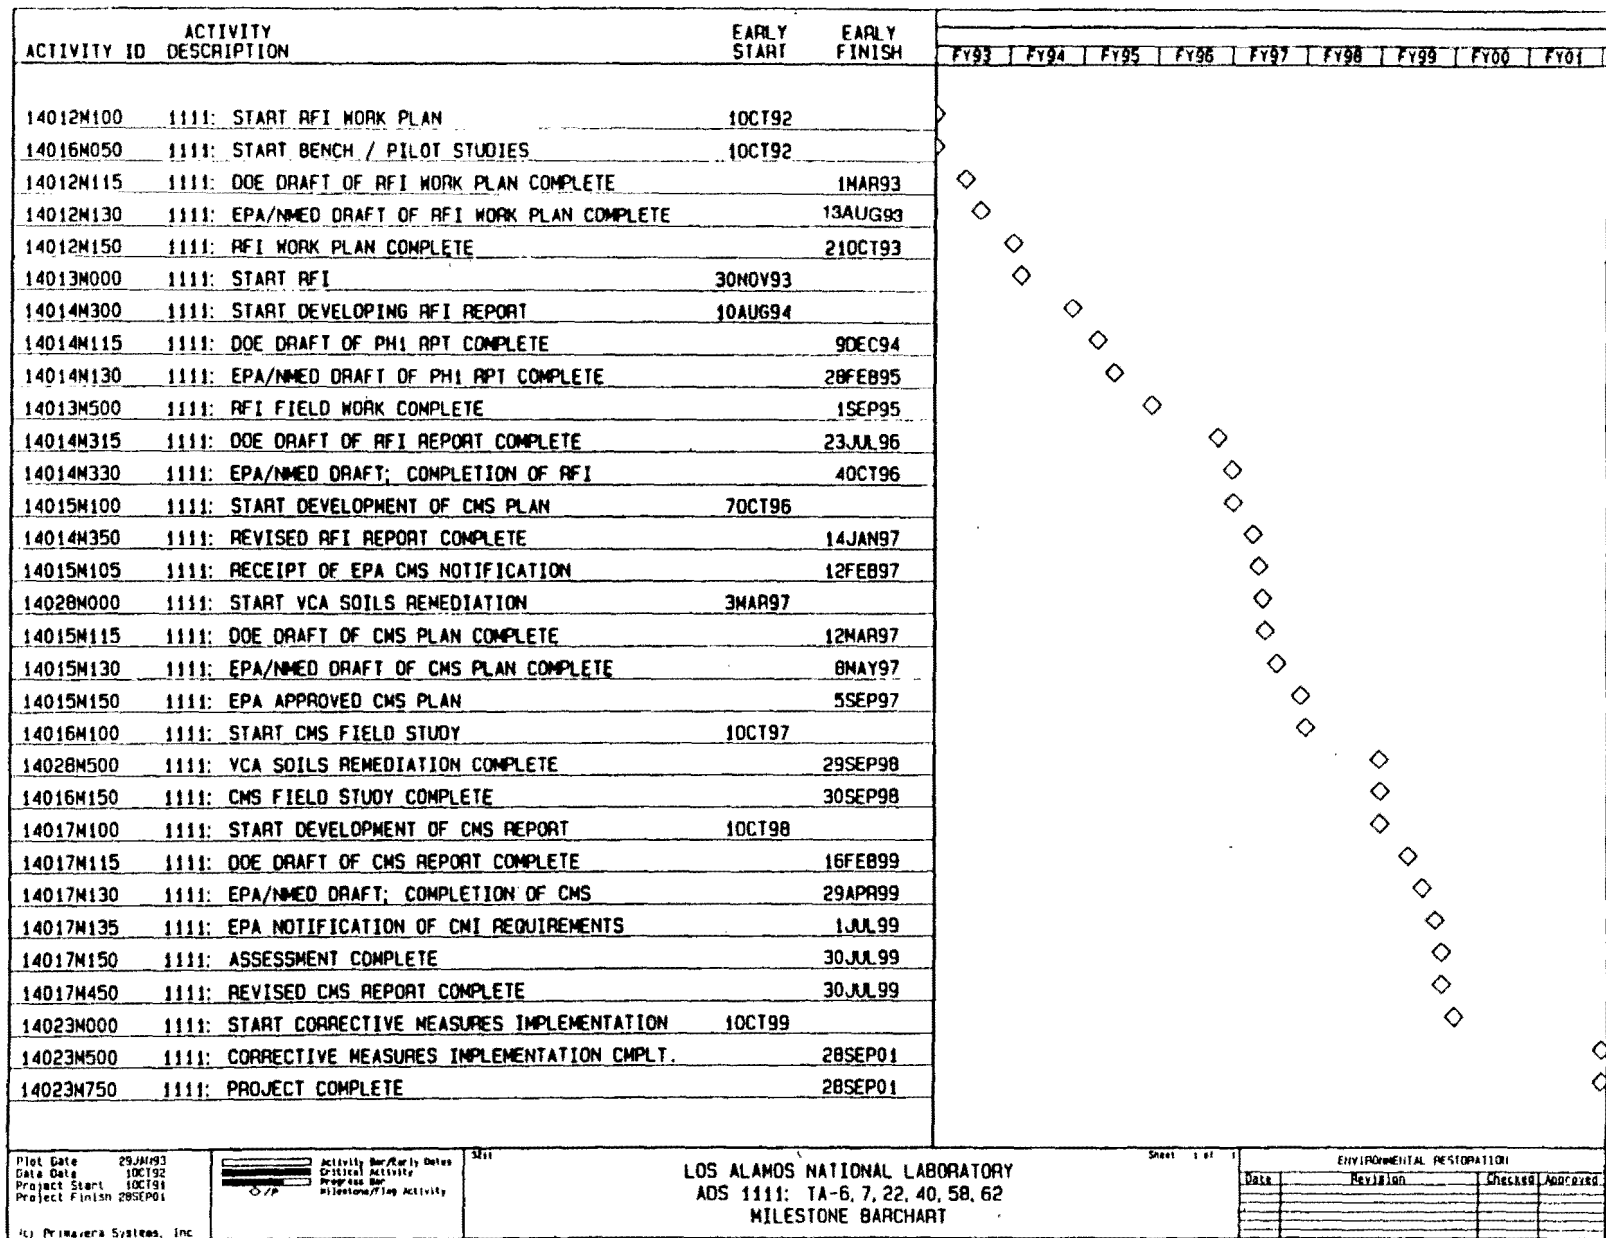 ACTIVITY ID ACTIVITY DESCRIPTION EARLY START EARLY FINISH FY93 FY94 FY95 FY96 FY97 FY98 FY99 FY00 FY01
14012M100 1111: START RFI WORK PLAN 1OCT92
14016M050 1111: START BENCH / PILOT STUDIES 1OCT92
14012M115 1111: DOE DRAFT OF RFI WORK PLAN COMPLETE 1MAR93
14012M130 1111: EPA/NMED DRAFT OF RFI WORK PLAN COMPLETE 13AUG93
14012M150 1111: RFI WORK PLAN COMPLETE 21OCT93
14013M000 1111: START RFI 30NOV93
14014M300 1111: START DEVELOPING RFI REPORT 10AUG94
14014M115 1111: DOE DRAFT OF PH1 RPT COMPLETE 9DEC94
14014M130 1111: EPA/NMED DRAFT OF PH1 RPT COMPLETE 28FEB95
14013M500 1111: RFI FIELD WORK COMPLETE 1SEP95
14014M315 1111: DOE DRAFT OF RFI REPORT COMPLETE 23JUL96
14014M330 1111: EPA/NMED DRAFT; COMPLETION OF RFI 4OCT96
14015M100 1111: START DEVELOPMENT OF CMS PLAN 7OCT96
14014M350 1111: REVISED RFI REPORT COMPLETE 14JAN97
14015M105 1111: RECEIPT OF EPA CMS NOTIFICATION 12FEB97
14028M000 1111: START VCA SOILS REMEDIATION 3MAR97
14015M115 1111: DOE DRAFT OF CMS PLAN COMPLETE 12MAR97
14015M130 1111: EPA/NMED DRAFT OF CMS PLAN COMPLETE 8MAY97
14015M150 1111: EPA APPROVED CMS PLAN 5SEP97
14016M100 1111: START CMS FIELD STUDY 1OCT97
14028M500 1111: VCA SOILS REMEDIATION COMPLETE 29SEP98
14016M150 1111: CMS FIELD STUDY COMPLETE 30SEP98
14017M100 1111: START DEVELOPMENT OF CMS REPORT 1OCT98
14017M115 1111: DOE DRAFT OF CMS REPORT COMPLETE 16FEB99
14017M130 1111: EPA/NMED DRAFT; COMPLETION OF CMS 29APR99
14017M135 1111: EPA NOTIFICATION OF CMI REQUIREMENTS 1JUL99
14017M150 1111: ASSESSMENT COMPLETE 30JUL99
14017M450 1111: REVISED CMS REPORT COMPLETE 30JUL99
14023M000 1111: START CORRECTIVE MEASURES IMPLEMENTATION 1OCT99
14023M500 1111: CORRECTIVE MEASURES IMPLEMENTATION CMPLT. 28SEP01
14023M750 1111: PROJECT COMPLETE 28SEP01
Plot Date 29JAN93
Data Date 1OCT92
Project Start 1OCT91
Project Finish 28SEP01
(c) Primavera Systems, Inc
Activity Bar/Early Dates
Critical Activity
Progress Bar
Milestone/Flag Activity
LOS ALAMOS NATIONAL LABORATORY
ADS 1111: TA-6, 7, 22, 40, 58, 62
MILESTONE BARCHART
Sheet 1 of 1
ENVIRONMENTAL RESTORATION
Date Revision Checked Approved